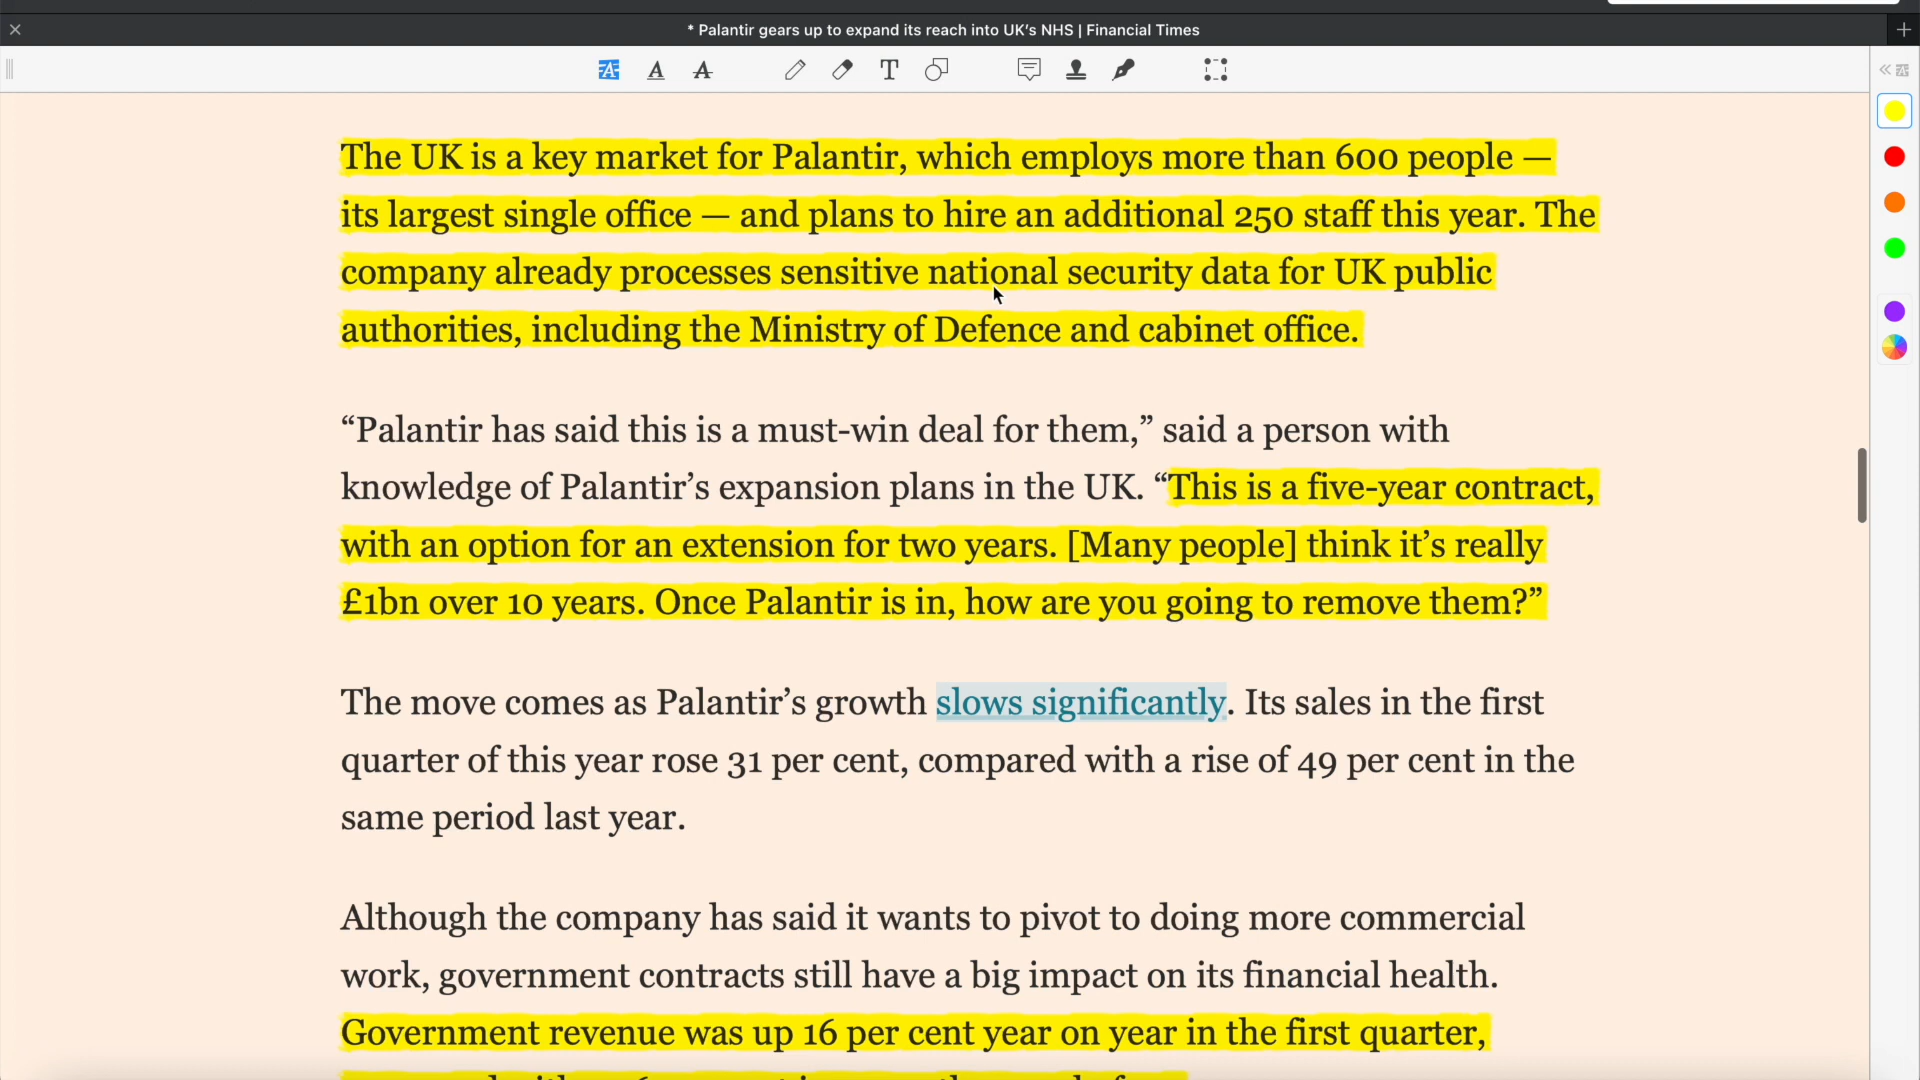 * Palantir gears up to expand its reach into UK’s NHS | Financial Times
The UK is a key market for Palantir, which employs more than 600 people —
its largest single office — and plans to hire an additional 250 staff this year. The
company already processes sensitive national security data for UK public
authorities, including the Ministry of Defence and cabinet office.
“Palantir has said this is a must-win deal for them,” said a person with
knowledge of Palantir’s expansion plans in the UK. “This is a five-year contract,
with an option for an extension for two years. [Many people] think it’s really
£1bn over 10 years. Once Palantir is in, how are you going to remove them?”
The move comes as Palantir’s growth slows significantly. Its sales in the first
quarter of this year rose 31 per cent, compared with a rise of 49 per cent in the
same period last year.
Although the company has said it wants to pivot to doing more commercial
work, government contracts still have a big impact on its financial health.
Government revenue was up 16 per cent year on year in the first quarter,